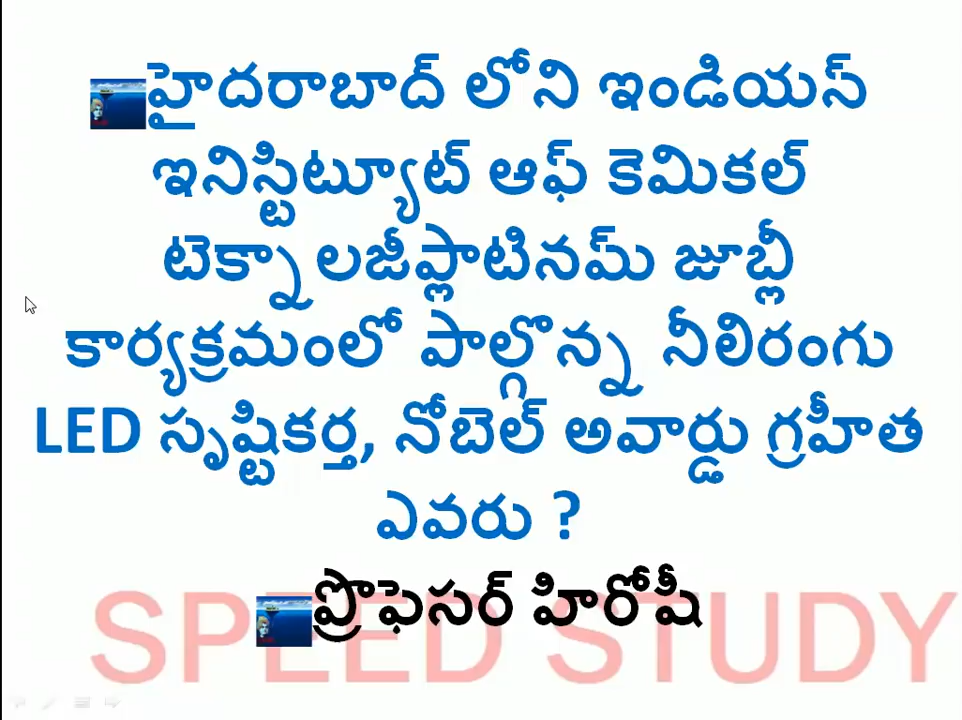 హైదరాబాద్ లోని ఇండియన్
ఇనిస్టిట్యూట్ ఆఫ్ కెమికల్
టెక్నాలజీప్లాటినమ్ జూబ్లీ
కార్యక్రమంలో పాల్గొన్న నీలిరంగు
LED సృష్టికర్త, నోబెల్ అవార్డు గ్రహీత
ఎవరు ?
ప్రొఫెసర్ హిరోషీ
SPEED STUDY